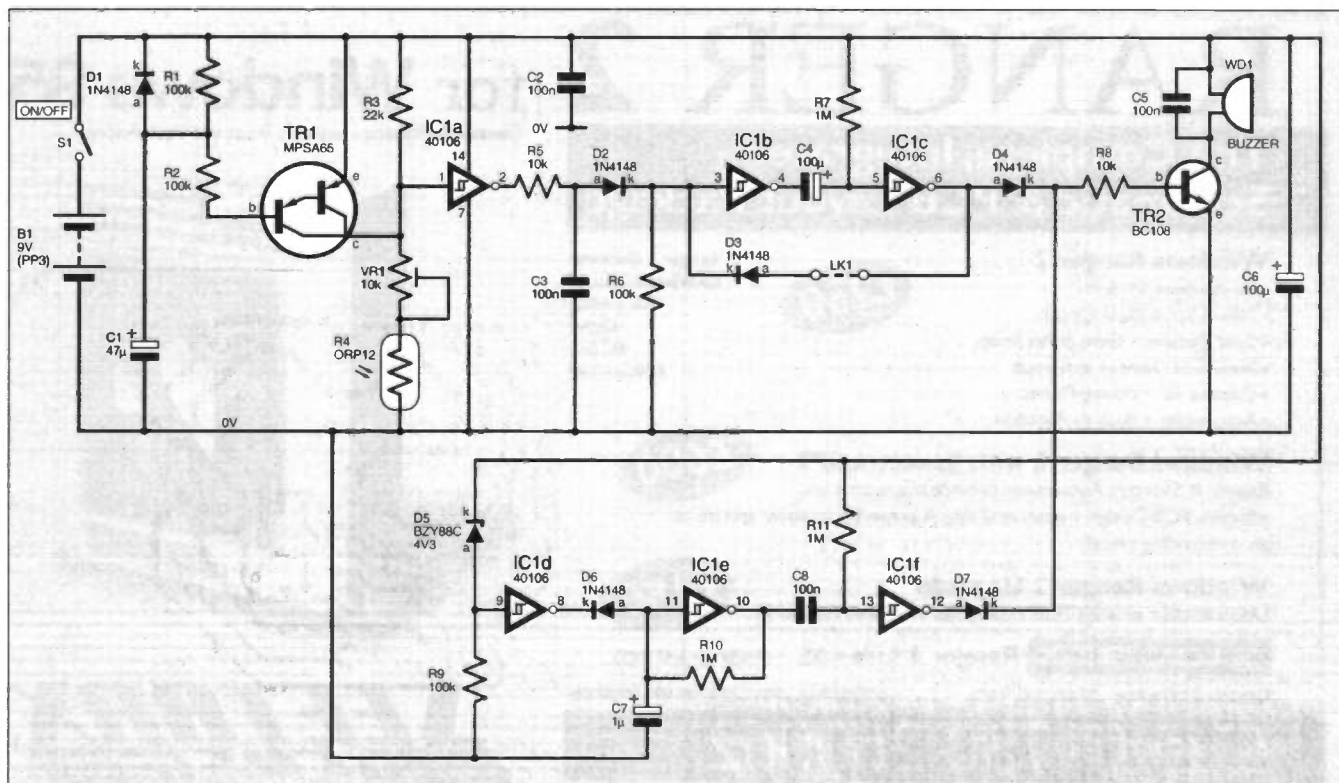 D1
1N4148
k
a
R1
100k
ON/OFF
S1
R2
100k
B1
9V
(PP3)
C1
47µ
+
0V
TR1
MPSA65
b
e
c
R3
22k
VR1
10k
R4
ORP12
IC1a
40106
14
1
2
7
R5
10k
C2
100n
0V
D2
1N4148
a
k
C3
100n
R6
100k
IC1b
40106
3
4
C4
100µ
+
D3
1N4148
k
a
LK1
R7
1M
IC1c
40106
5
6
D4
1N4148
a
k
R8
10k
C5
100n
WD1
BUZZER
b
c
e
TR2
BC108
C6
100µ
+
D5
BZY88C
4V3
k
a
R9
100k
IC1d
40106
9
8
D6
1N4148
k
a
C7
1µ
+
IC1e
40106
11
10
R10
1M
C8
100n
R11
1M
IC1f
40106
13
12
D7
1N4148
a
k